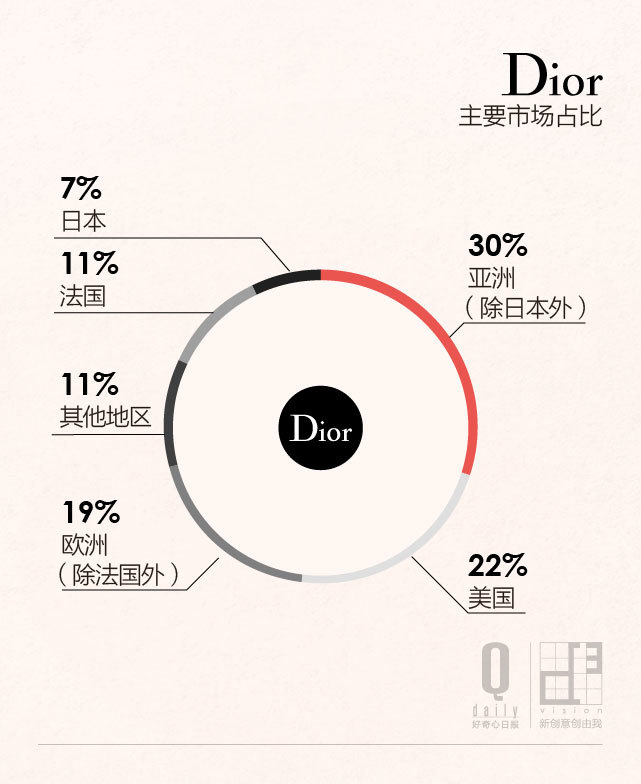 Dior
主要市场占比
7%
日本
11%
法国
11%
其他地区
19%
欧洲
（除法国外）
30%
亚洲
（除日本外）
22%
美国
Dior
Q
daily
好奇心日报
vision
新创意创由我